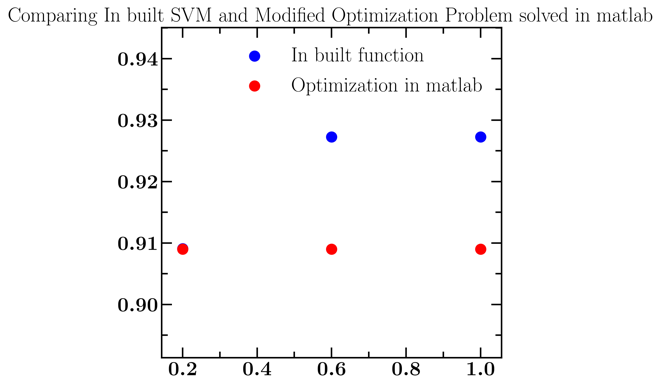 Comparing In built SVM and Modified Optimization Problem solved in matlab
In built function
Optimization in matlab
0.94
0.93
0.92
0.91
0.90
0.2 0.4 0.6 0.8 1.0